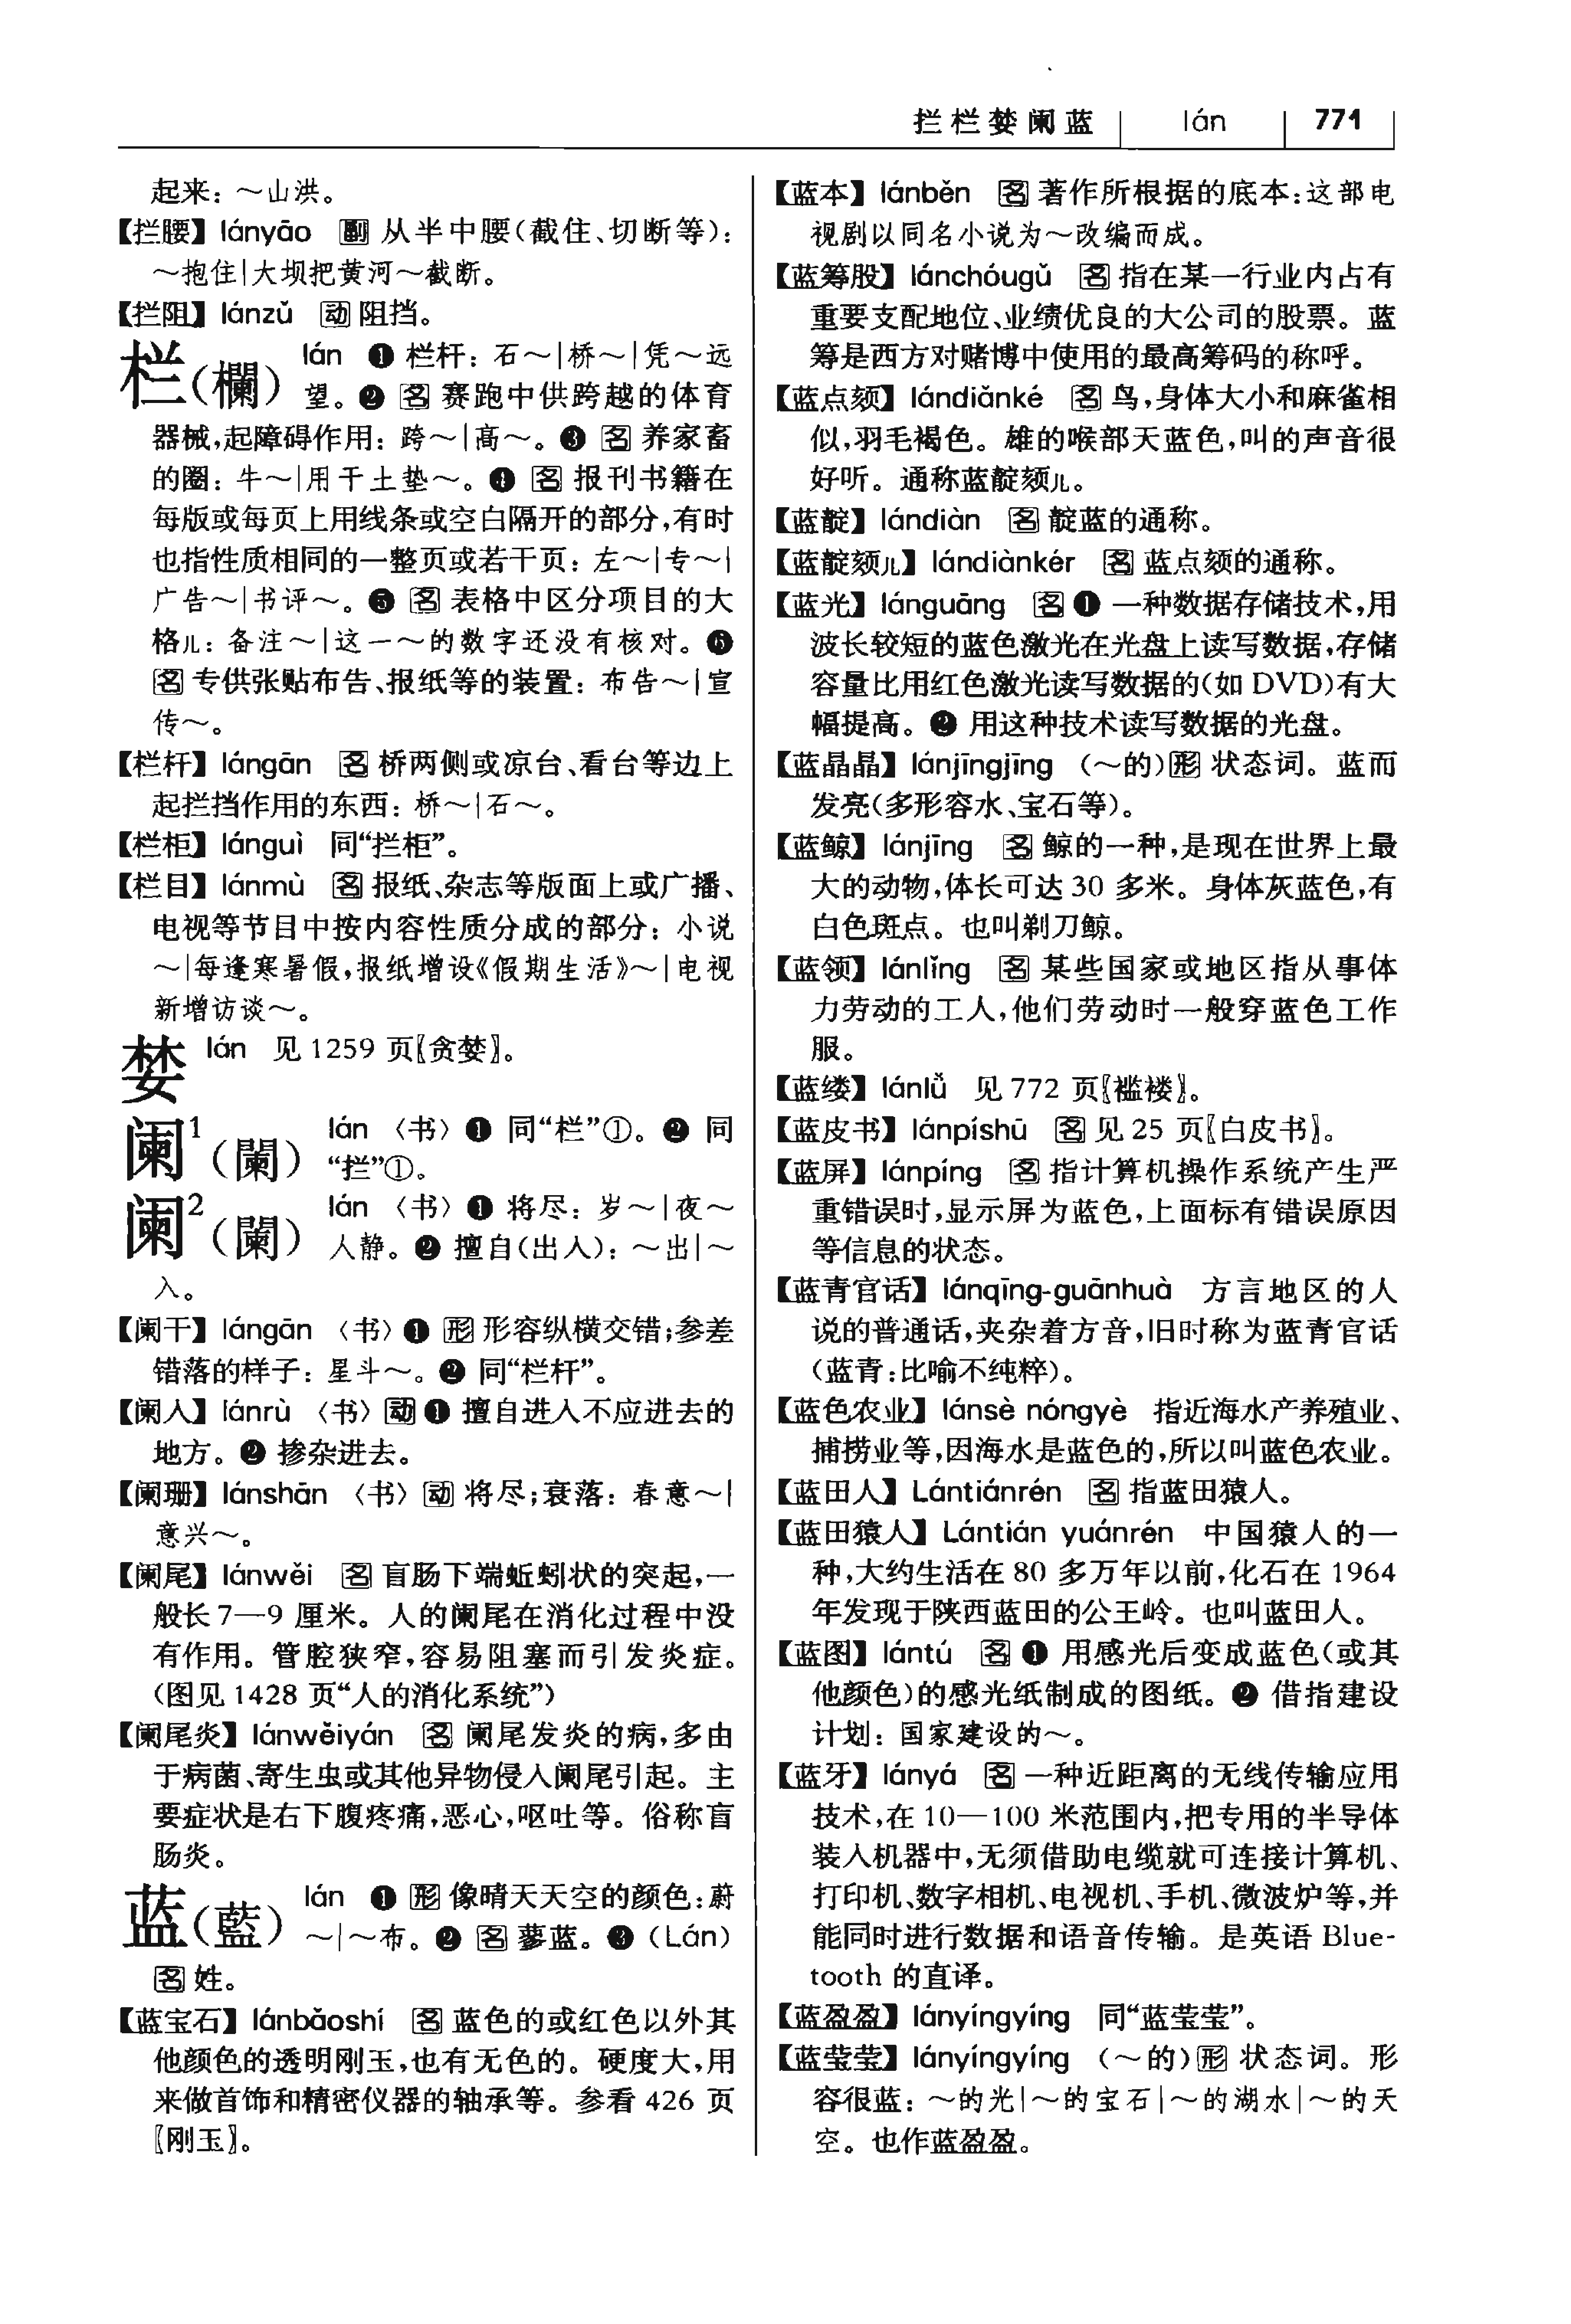 拦栏婪阑蓝 lán 771
起来：～山洪。
【拦腰】lányāo 副 从半中腰（截住、切断等）：
～抱住|大坝把黄河～截断。
【拦阻】lánzǔ 动 阻挡。
栏（欄） lán ❶ 栏杆：石～|桥～|凭～远
望。❷ 名 赛跑中供跨越的体育
器械，起障碍作用：跨～|高～。❸ 名 养家畜
的圈：牛～|用干土垫～。❹ 名 报刊书籍在
每版或每页上用线条或空白隔开的部分，有时
也指性质相同的一整页或若干页：左～|专～|
广告～|书评～。❺ 名 表格中区分项目的大
格儿：备注～|这一～的数字还没有核对。❻
名 专供张贴布告、报纸等的装置：布告～|宣
传～。
【栏杆】lángān 名 桥两侧或凉台、看台等边上
起拦挡作用的东西：桥～|石～。
【栏柜】lánguì 同“拦柜”。
【栏目】lánmù 名 报纸、杂志等版面上或广播、
电视等节目中按内容性质分成的部分：小说
～|每逢寒暑假，报纸增设《假期生活》～|电视
新增访谈～。
婪 lán 见 1259 页〖贪婪〗。
阑¹（闌） lán 〈书〉❶ 同“栏”①。❷ 同
“拦”①。
阑²（闌） lán 〈书〉❶ 将尽：岁～|夜～
人静。❷ 擅自（出入）：～出|～
入。
【阑干】lángān 〈书〉❶ 形 形容纵横交错；参差
错落的样子：星斗～。❷ 同“栏杆”。
【阑入】lánrù 〈书〉动 ❶ 擅自进入不应进去的
地方。❷ 掺杂进去。
【阑珊】lánshān 〈书〉动 将尽；衰落：春意～|
意兴～。
【阑尾】lánwěi 名 盲肠下端蚯蚓状的突起，一
般长 7—9 厘米。人的阑尾在消化过程中没
有作用。管腔狭窄，容易阻塞而引发炎症。
（图见 1428 页“人的消化系统”）
【阑尾炎】lánwěiyán 名 阑尾发炎的病，多由
于病菌、寄生虫或其他异物侵入阑尾引起。主
要症状是右下腹疼痛，恶心，呕吐等。俗称盲
肠炎。
蓝（藍） lán ❶ 形 像晴天天空的颜色：蔚
～|～布。❷ 名 蓼蓝。❸（Lán）
名 姓。
【蓝宝石】lánbǎoshí 名 蓝色的或红色以外其
他颜色的透明刚玉，也有无色的。硬度大，用
来做首饰和精密仪器的轴承等。参看 426 页
〖刚玉〗。
【蓝本】lánběn 名 著作所根据的底本：这部电
视剧以同名小说为～改编而成。
【蓝筹股】lánchóugǔ 名 指在某一行业内占有
重要支配地位、业绩优良的大公司的股票。蓝
筹是西方对赌博中使用的最高筹码的称呼。
【蓝点颏】lándiǎnké 名 鸟，身体大小和麻雀相
似，羽毛褐色。雄的喉部天蓝色，叫的声音很
好听。通称蓝靛颏儿。
【蓝靛】lándiàn 名 靛蓝的通称。
【蓝靛颏儿】lándiànkér 名 蓝点颏的通称。
【蓝光】lánguāng 名 ❶ 一种数据存储技术，用
波长较短的蓝色激光在光盘上读写数据，存储
容量比用红色激光读写数据的（如 DVD）有大
幅提高。❷ 用这种技术读写数据的光盘。
【蓝晶晶】lánjīngjīng （～的）形 状态词。蓝而
发亮（多形容水、宝石等）。
【蓝鲸】lánjīng 名 鲸的一种，是现在世界上最
大的动物，体长可达 30 多米。身体灰蓝色，有
白色斑点。也叫剃刀鲸。
【蓝领】lánlǐng 名 某些国家或地区指从事体
力劳动的工人，他们劳动时一般穿蓝色工作
服。
【蓝缕】lánlǚ 见 772 页〖褴褛〗。
【蓝皮书】lánpíshū 名 见 25 页〖白皮书〗。
【蓝屏】lánpíng 名 指计算机操作系统产生严
重错误时，显示屏为蓝色，上面标有错误原因
等信息的状态。
【蓝青官话】lánqīng-guānhuà 方言地区的人
说的普通话，夹杂着方音，旧时称为蓝青官话
（蓝青：比喻不纯粹）。
【蓝色农业】lánsè nóngyè 指近海水产养殖业、
捕捞业等，因海水是蓝色的，所以叫蓝色农业。
【蓝田人】Lántiánrén 名 指蓝田猿人。
【蓝田猿人】Lántián yuánrén 中国猿人的一
种，大约生活在 80 多万年以前，化石在 1964
年发现于陕西蓝田的公王岭。也叫蓝田人。
【蓝图】lántú 名 ❶ 用感光后变成蓝色（或其
他颜色）的感光纸制成的图纸。❷ 借指建设
计划：国家建设的～。
【蓝牙】lányá 名 一种近距离的无线传输应用
技术，在 10—100 米范围内，把专用的半导体
装入机器中，无须借助电缆就可连接计算机、
打印机、数字相机、电视机、手机、微波炉等，并
能同时进行数据和语音传输。是英语 Blue-
tooth 的直译。
【蓝盈盈】lányíngyíng 同“蓝莹莹”。
【蓝莹莹】lányíngyíng （～的）形 状态词。形
容很蓝：～的光|～的宝石|～的湖水|～的天
空。也作蓝盈盈。